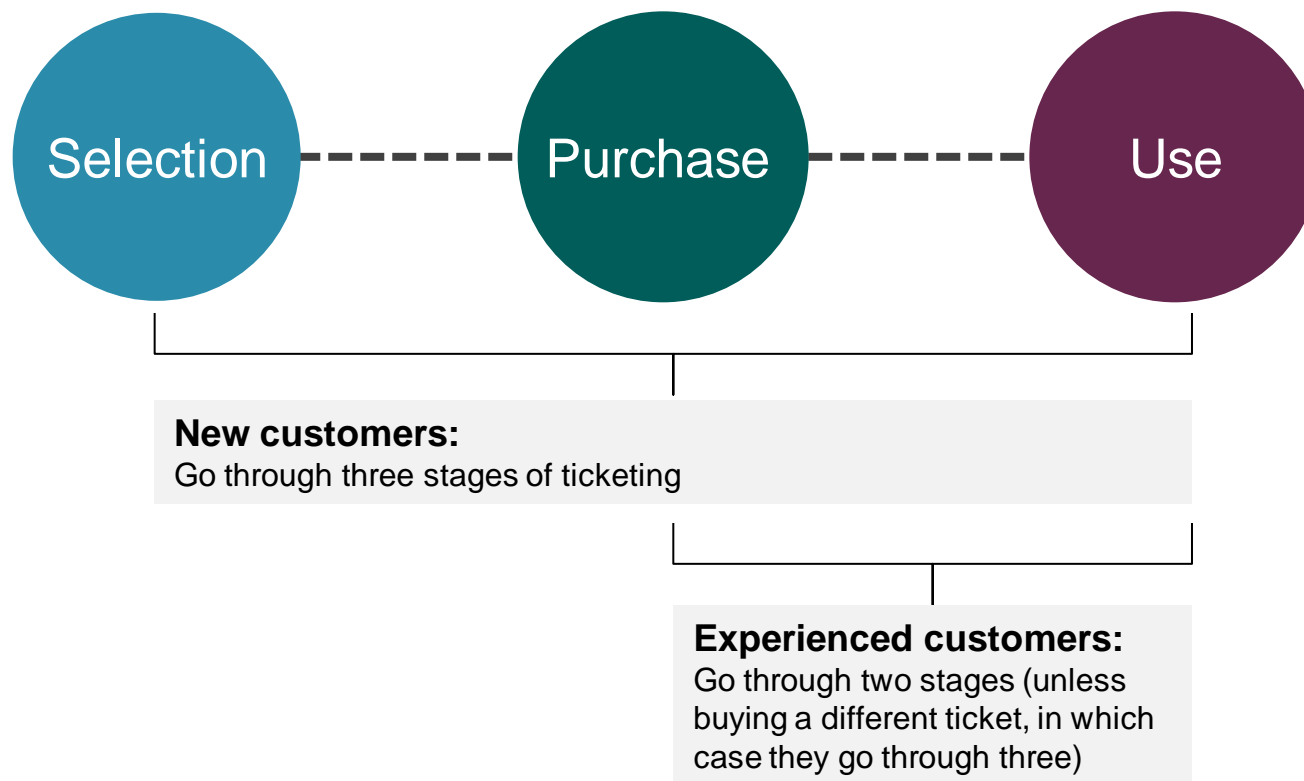 Selection
Purchase
Use
New customers:
Go through three stages of ticketing
Experienced customers:
Go through two stages (unless
buying a different ticket, in which
case they go through three)